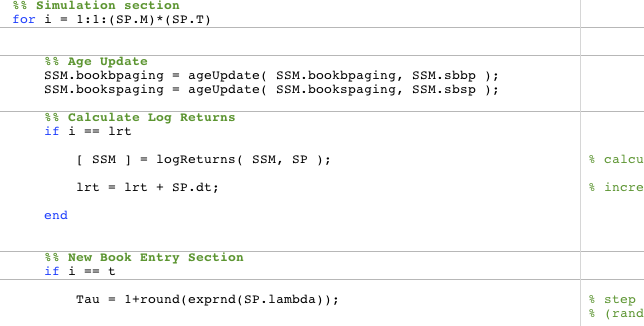 %% Simulation section
for i = 1:1:(SP.M)*(SP.T)
%% Age Update
SSM.bookbpaging = ageUpdate( SSM.bookbpaging, SSM.sbbp );
SSM.bookspaging = ageUpdate( SSM.bookspaging, SSM.sbsp );
%% Calculate Log Returns
if i == lrt
[ SSM ] = logReturns( SSM, SP ); % calcu
lrt = lrt + SP.dt; % incre
end
%% New Book Entry Section
if i == t
Tau = 1+round(exprnd(SP.lambda)); % step
% (rand